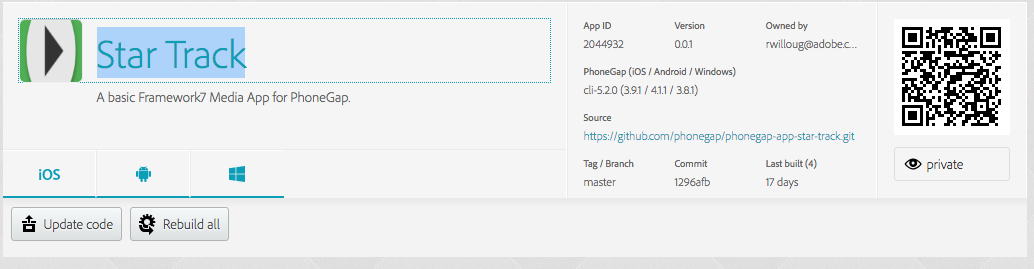 Star Track
A basic Framework7 Media App for PhoneGap.
iOS
Update code
Rebuild all
App ID
2044932
Version
0.0.1
Owned by
rwilloug@adobe.c...
PhoneGap (iOS / Android / Windows)
cli-5.2.0 (3.9.1 / 4.1.1 / 3.8.1)
Source
https://github.com/phonegap/phonegap-app-star-track.git
Tag / Branch
master
Commit
1296afb
Last built (4)
17 days
private